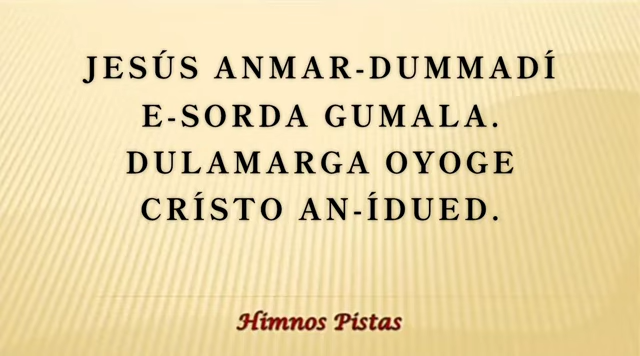 JESÚS ANMAR-DUMMADÍ
E-SORDA GUMALA.
DULAMARGA OYOGE
CRÍSTO AN-ÍDUED.
Himnos Pistas